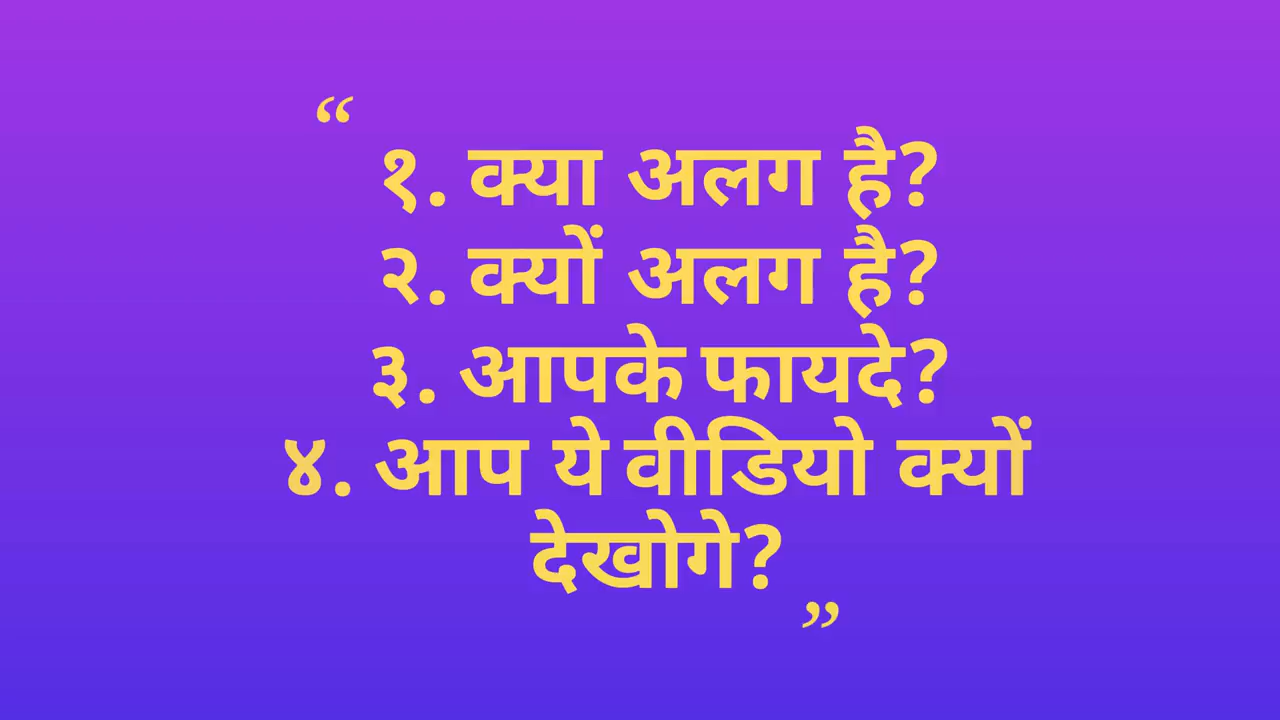 “
१. क्या अलग है?
२. क्यों अलग है?
३. आपके फायदे?
४. आप ये वीडियो क्यों
देखोगे?
”